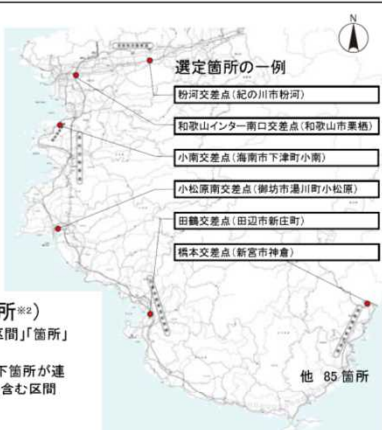 N
選定箇所の一例
粉河交差点(紀の川市粉河)
和歌山インター南口交差点(和歌山市栗栖)
小南交差点(海南市下津町小南)
小松原南交差点(御坊市湯川町小松原)
田鶴交差点(田辺市新庄町)
橋本交差点(新宮市神倉)
所※2)
区間」「箇所」
下箇所が連
含む区間
他 85箇所